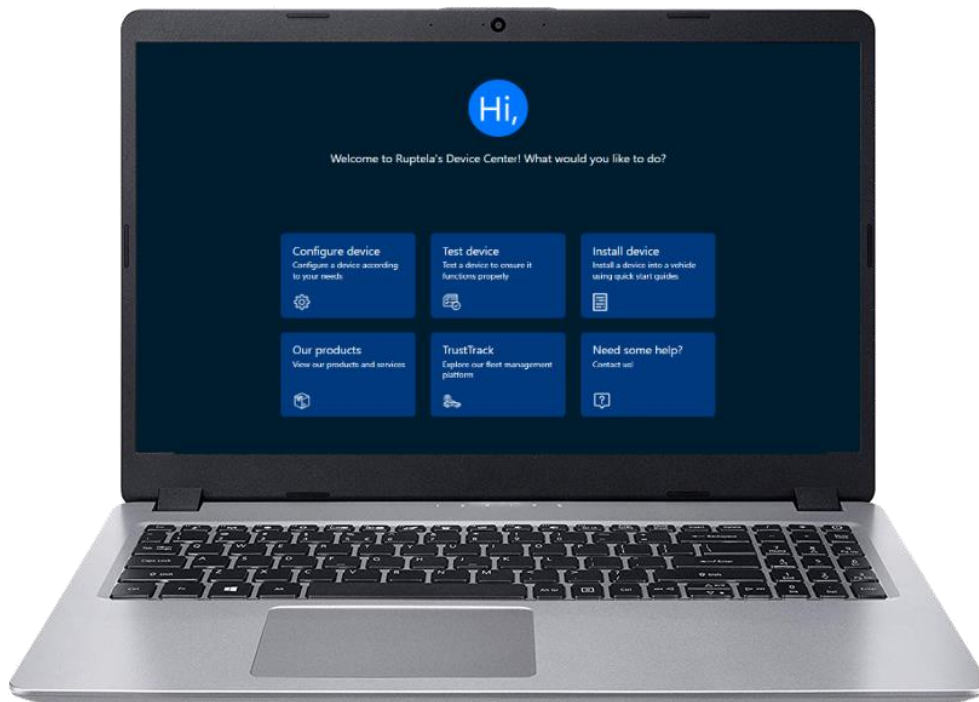 Hi,
Welcome to Ruptela's Device Center! What would you like to do?
Configure device
Configure a device according
to your needs
Test device
Test a device to ensure it
functions properly
Install device
Install a device into a vehicle
using quick start guides
Our products
View our products and services
TrustTrack
Explore our fleet management
platform
Need some help?
Contact us!